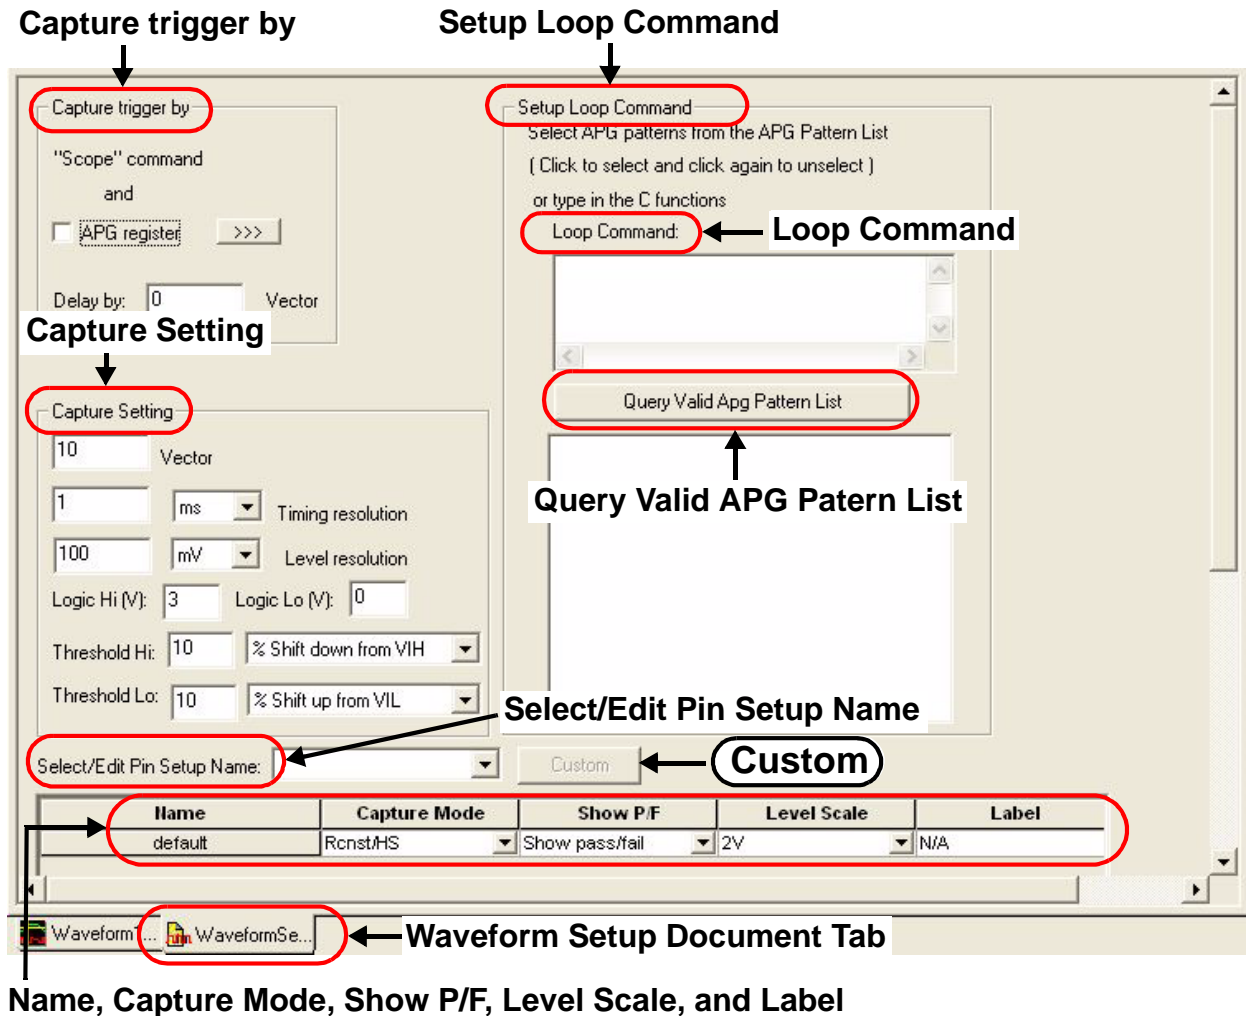 Capture trigger by
Setup Loop Command
Capture trigger by
"Scope" command
and
APG register
>>>
Delay by: 0 Vector
Setup Loop Command
Select APG patterns from the APG Pattern List
( Click to select and click again to unselect )
or type in the C functions
Loop Command:
Loop Command
Capture Setting
Capture Setting
10 Vector
1 ms Timing resolution
100 mV Level resolution
Logic Hi (V): 3 Logic Lo (V): 0
Threshold Hi: 10 % Shift down from VIH
Threshold Lo: 10 % Shift up from VIL
Query Valid Apg Pattern List
Query Valid APG Patern List
Select/Edit Pin Setup Name
Select/Edit Pin Setup Name:
Custom
Custom
Name Capture Mode Show P/F Level Scale Label
default Rcnst/HS Show pass/fail 2V N/A
WaveformT... WaveformSe...
Waveform Setup Document Tab
Name, Capture Mode, Show P/F, Level Scale, and Label